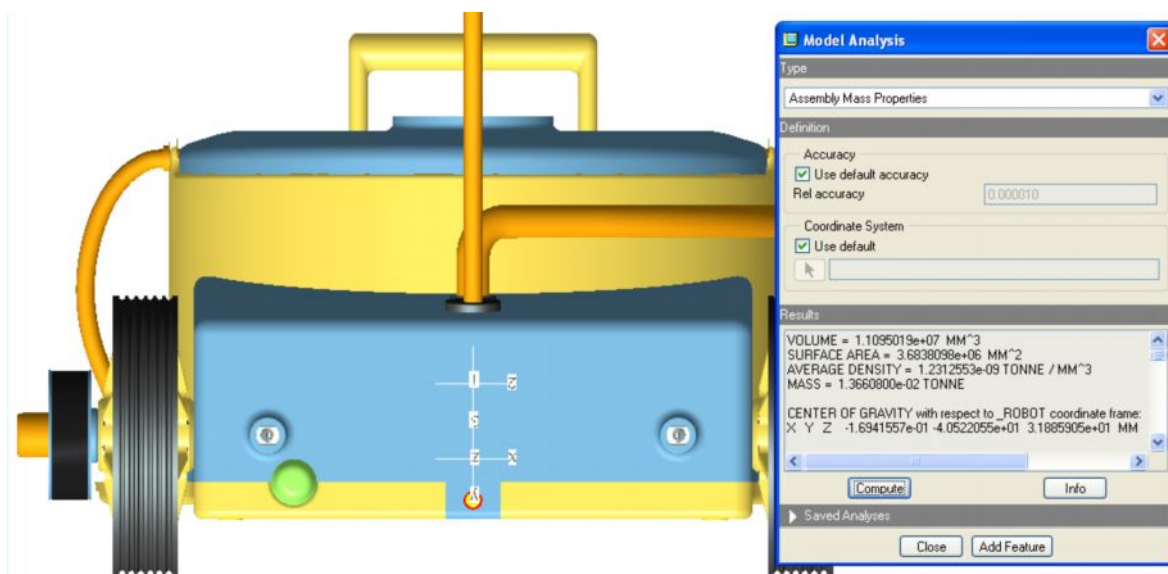 Model Analysis
Type
Assembly Mass Properties
Definition
Accuracy
Use default accuracy
Rel accuracy 0.000010
Coordinate System
Use default
Results
VOLUME = 1.1095019e+07 MM^3
SURFACE AREA = 3.6838098e+06 MM^2
AVERAGE DENSITY = 1.2312553e-09 TONNE / MM^3
MASS = 1.3660800e-02 TONNE
CENTER OF GRAVITY with respect to _ROBOT coordinate frame:
X Y Z -1.6941557e-01 -4.0522055e+01 3.1885905e+01 MM
Compute Info
Saved Analyses
Close Add Feature